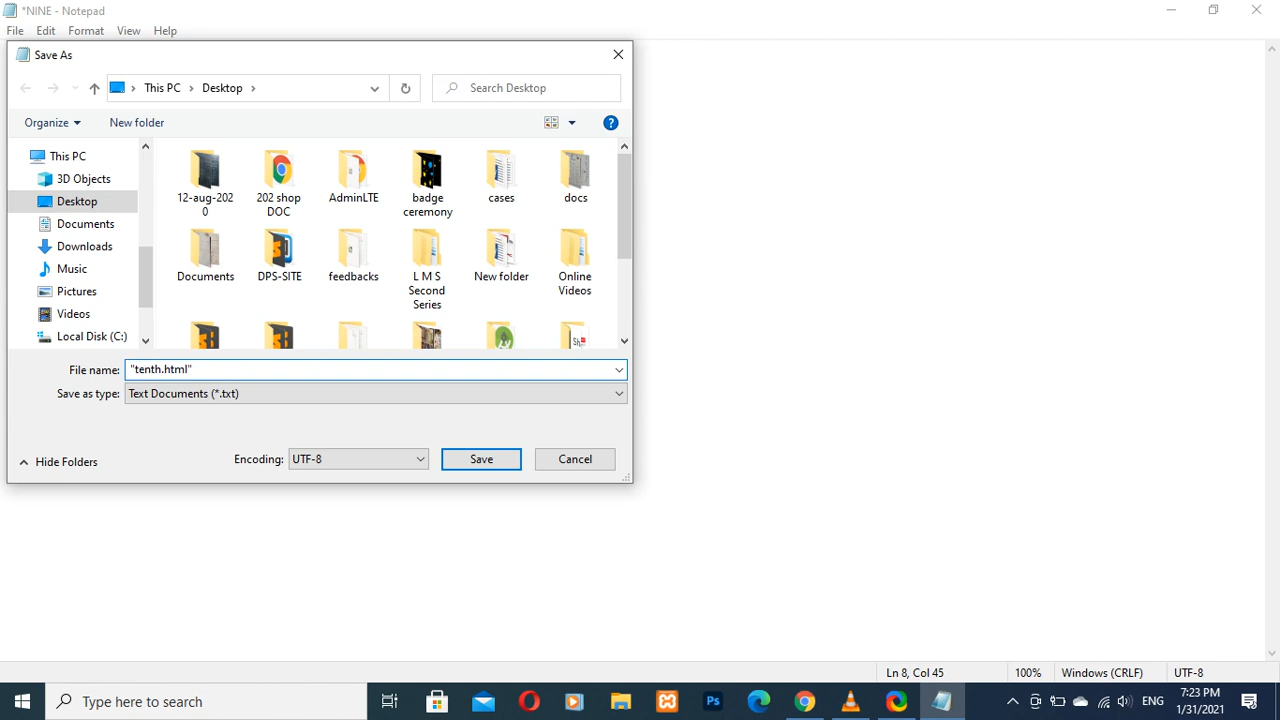 *NINE - Notepad
File Edit Format View Help
Save As
This PC Desktop
Search Desktop
Organize New folder
This PC
3D Objects
Desktop
Documents
Downloads
Music
Pictures
Videos
Local Disk (C:)
12-aug-202
0
202 shop
DOC
AdminLTE
badge
ceremony
cases
docs
Documents
DPS-SITE
feedbacks
L M S
Second
Series
New folder
Online
Videos
File name: "tenth.html"
Save as type: Text Documents (*.txt)
Hide Folders
Encoding: UTF-8 Save Cancel
Ln 8, Col 45 100% Windows (CRLF) UTF-8
Type here to search
Ps
ENG
7:23 PM
1/31/2021